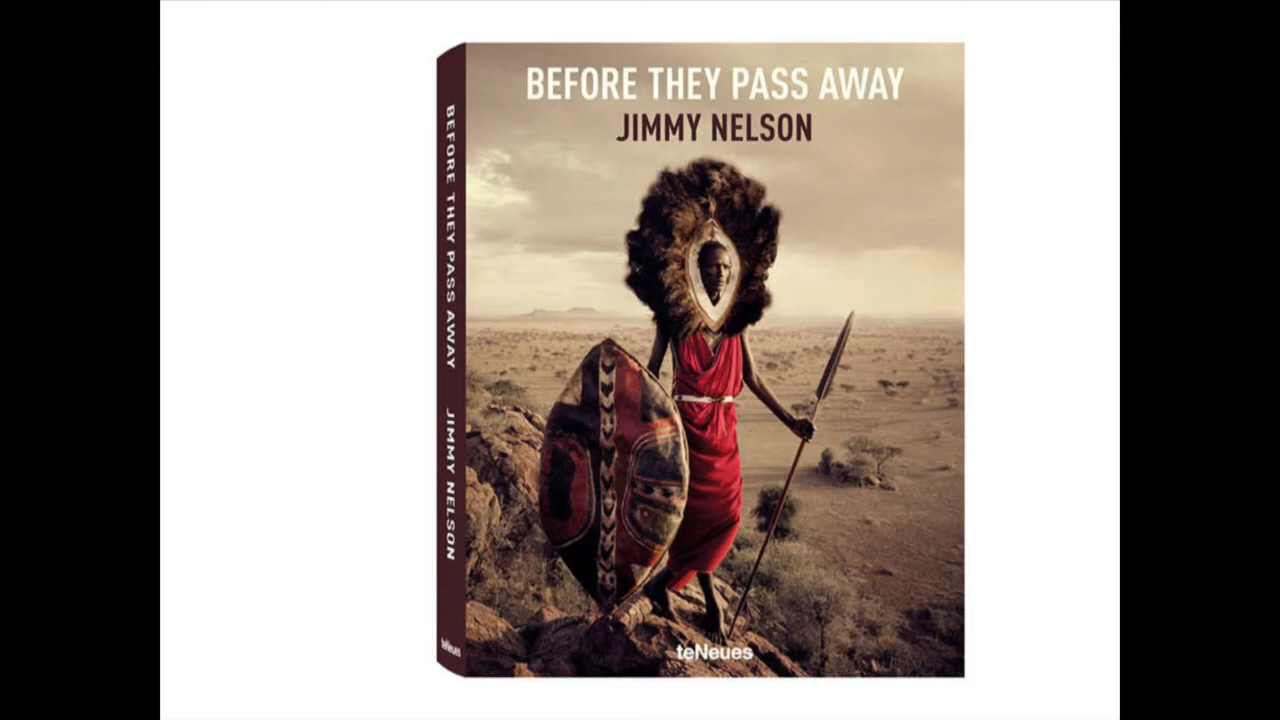 BEFORE THEY PASS AWAY
JIMMY NELSON
BEFORE THEY PASS AWAY JIMMY NELSON
teNeues
teNeues